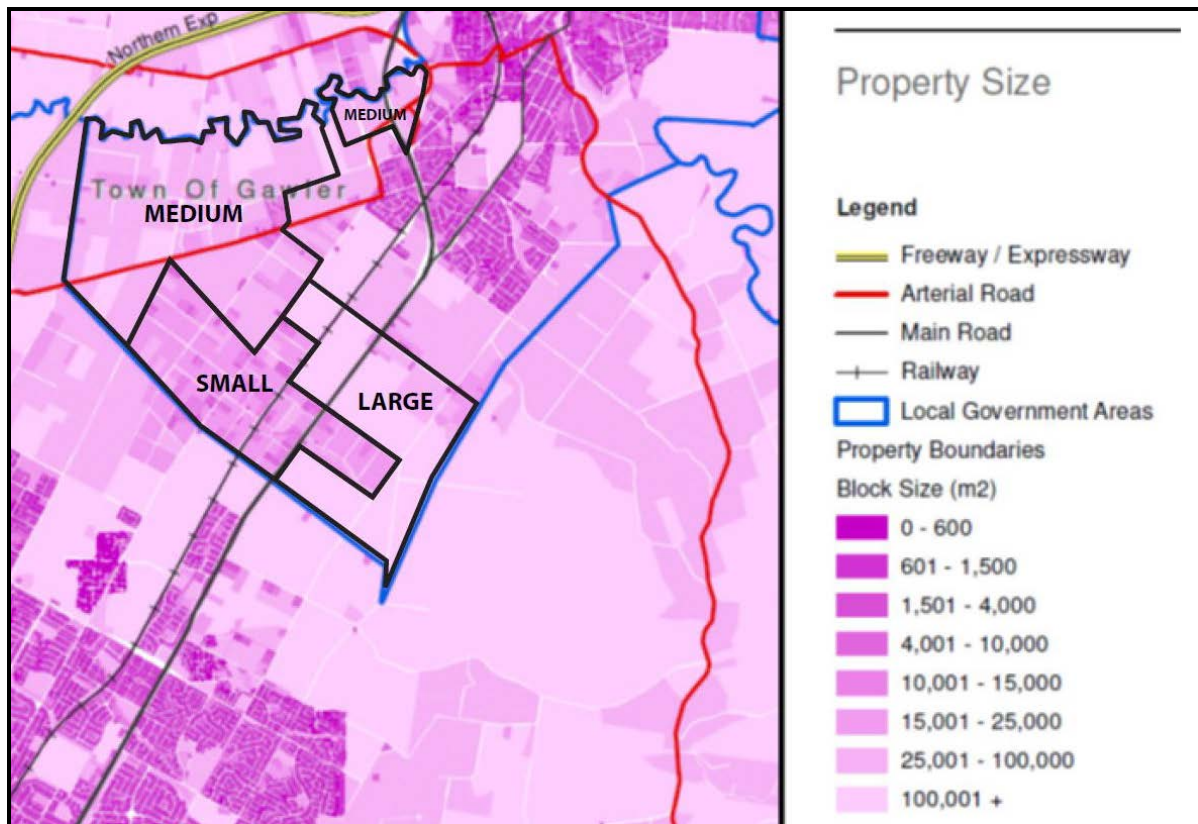 Northern Exp
MEDIUM
Town Of Gawler
MEDIUM
SMALL
LARGE
Property Size
Legend
Freeway / Expressway
Arterial Road
Main Road
Railway
Local Government Areas
Property Boundaries
Block Size (m2)
0 - 600
601 - 1,500
1,501 - 4,000
4,001 - 10,000
10,001 - 15,000
15,001 - 25,000
25,001 - 100,000
100,001 +